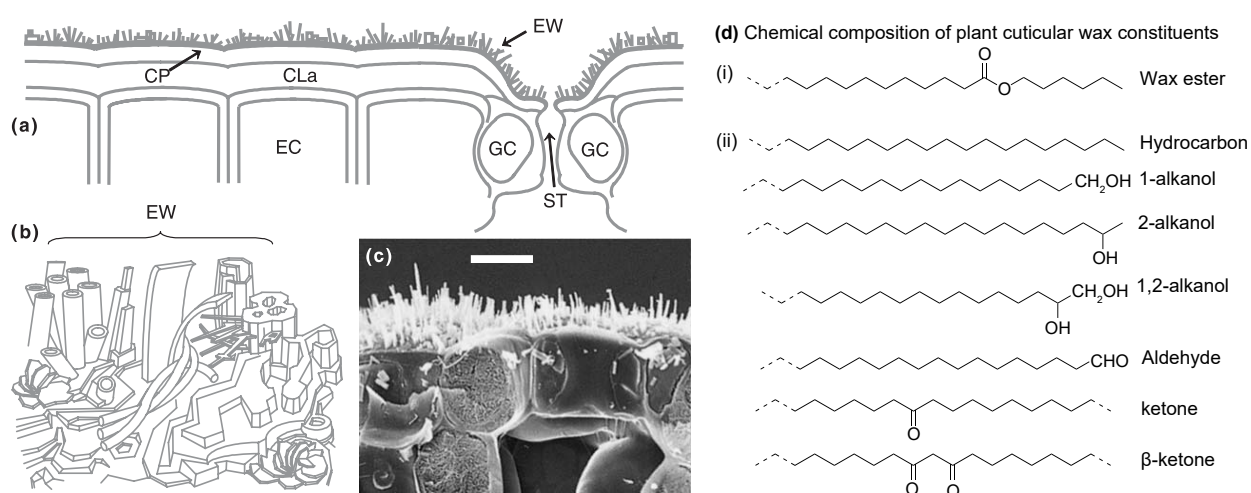 EW
CP
CLa
(a)
EC
GC
GC
ST
(b)
EW
(c)
(d) Chemical composition of plant cuticular wax constituents
(i)
O
O
Wax ester
(ii)
Hydrocarbon
CH2OH 1-alkanol
2-alkanol
OH
CH2OH 1,2-alkanol
OH
CHO Aldehyde
ketone
O
β-ketone
O O